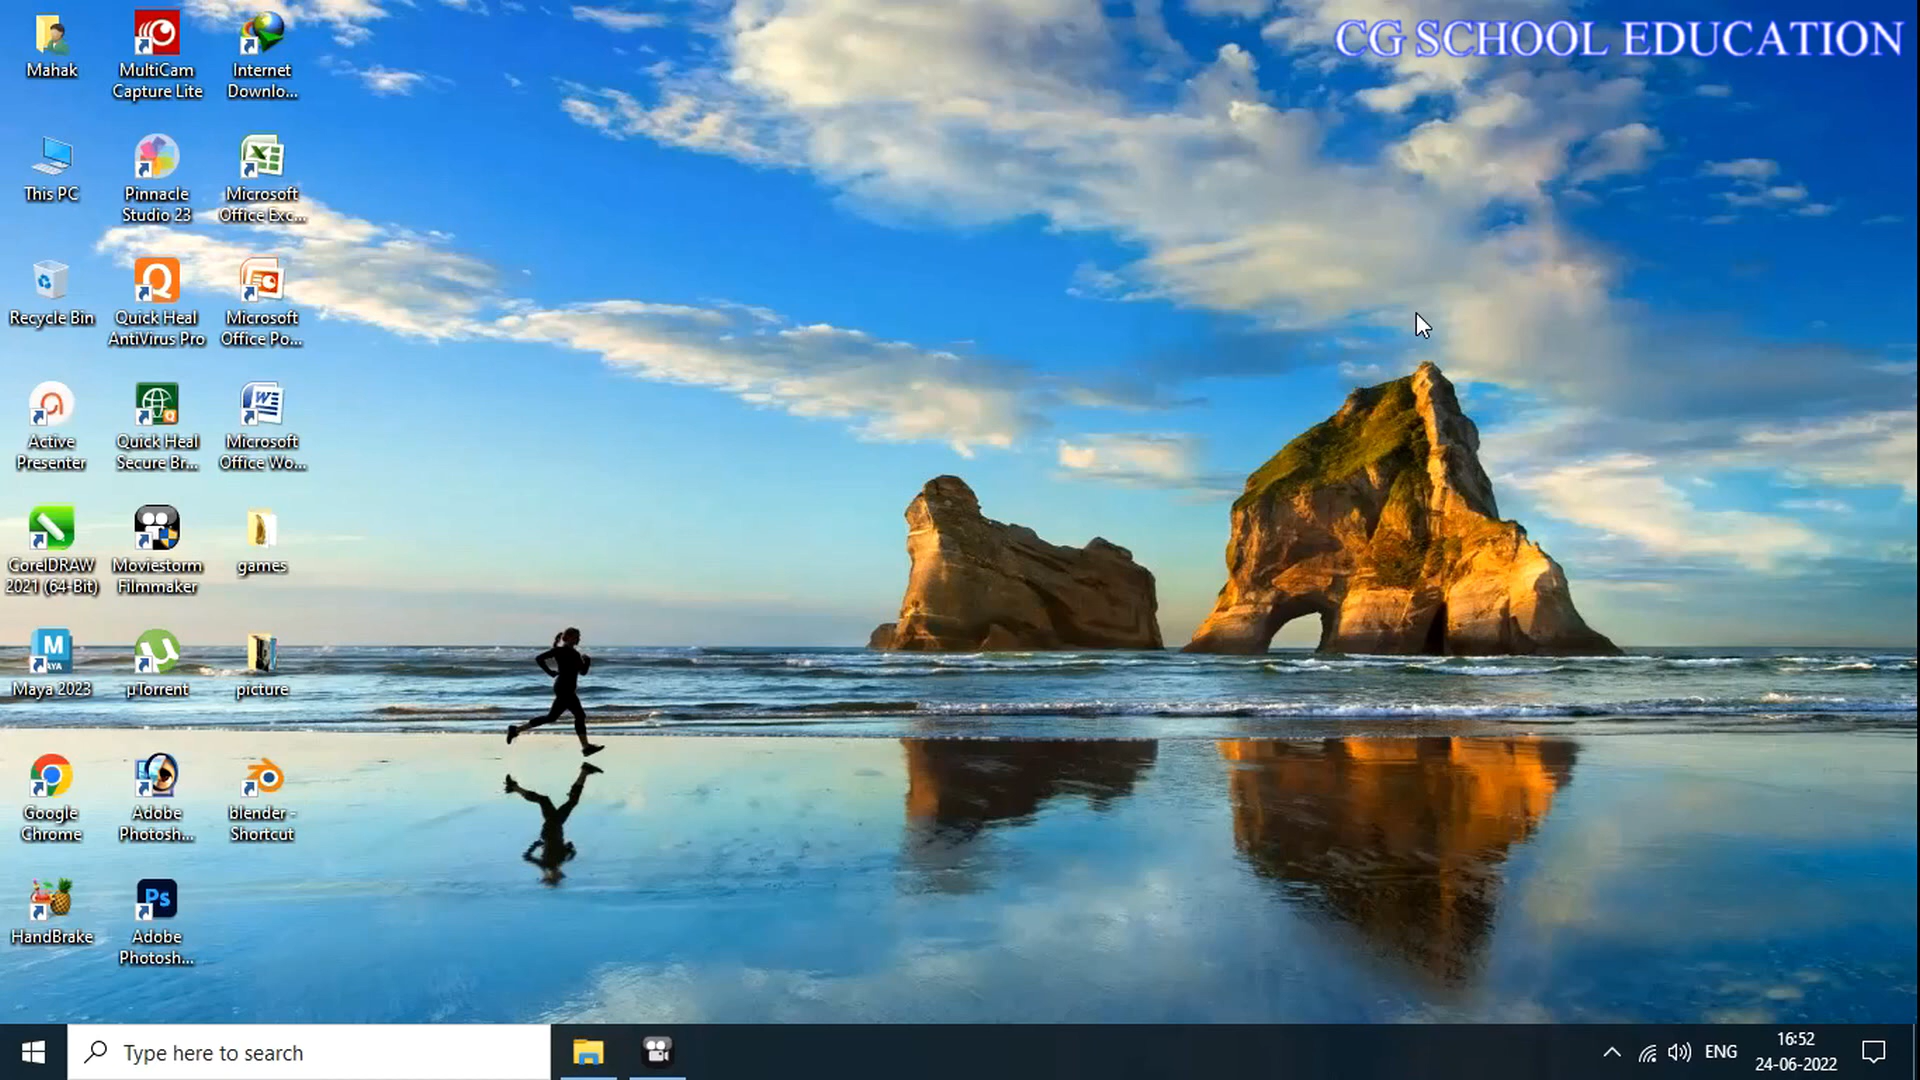 CG SCHOOL EDUCATION
Mahak
MultiCam
Capture Lite
Internet
Downlo...
This PC
Pinnacle
Studio 23
Microsoft
Office Exc...
Recycle Bin
Quick Heal
AntiVirus Pro
Microsoft
Office Po...
Active
Presenter
Quick Heal
Secure Br...
Microsoft
Office Wo...
CorelDRAW
2021 (64-Bit)
Moviestorm
Filmmaker
games
Maya 2023
µTorrent
picture
Google
Chrome
Adobe
Photosh...
blender -
Shortcut
HandBrake
Adobe
Photosh...
Type here to search
ENG
16:52
24-06-2022